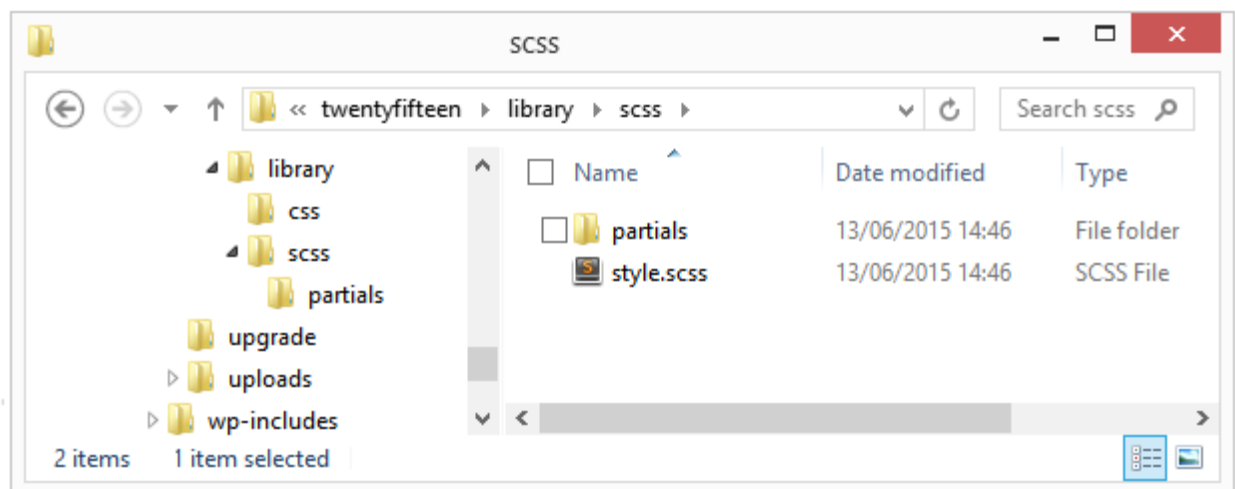 scss
« twentyfifteen library scss Search scss
library
css
scss
partials
upgrade
uploads
wp-includes
Name Date modified Type
partials 13/06/2015 14:46 File folder
style.scss 13/06/2015 14:46 SCSS File
2 items 1 item selected